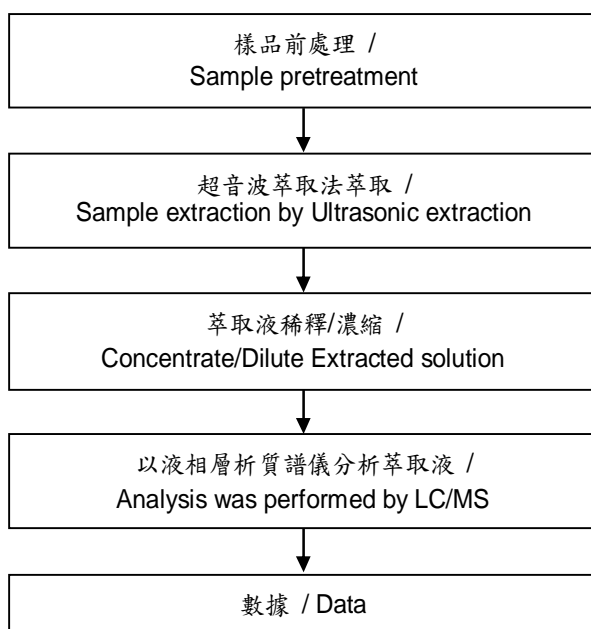 樣品前處理 /
Sample pretreatment
超音波萃取法萃取 /
Sample extraction by Ultrasonic extraction
萃取液稀釋/濃縮 /
Concentrate/Dilute Extracted solution
以液相層析質譜儀分析萃取液 /
Analysis was performed by LC/MS
數據 / Data